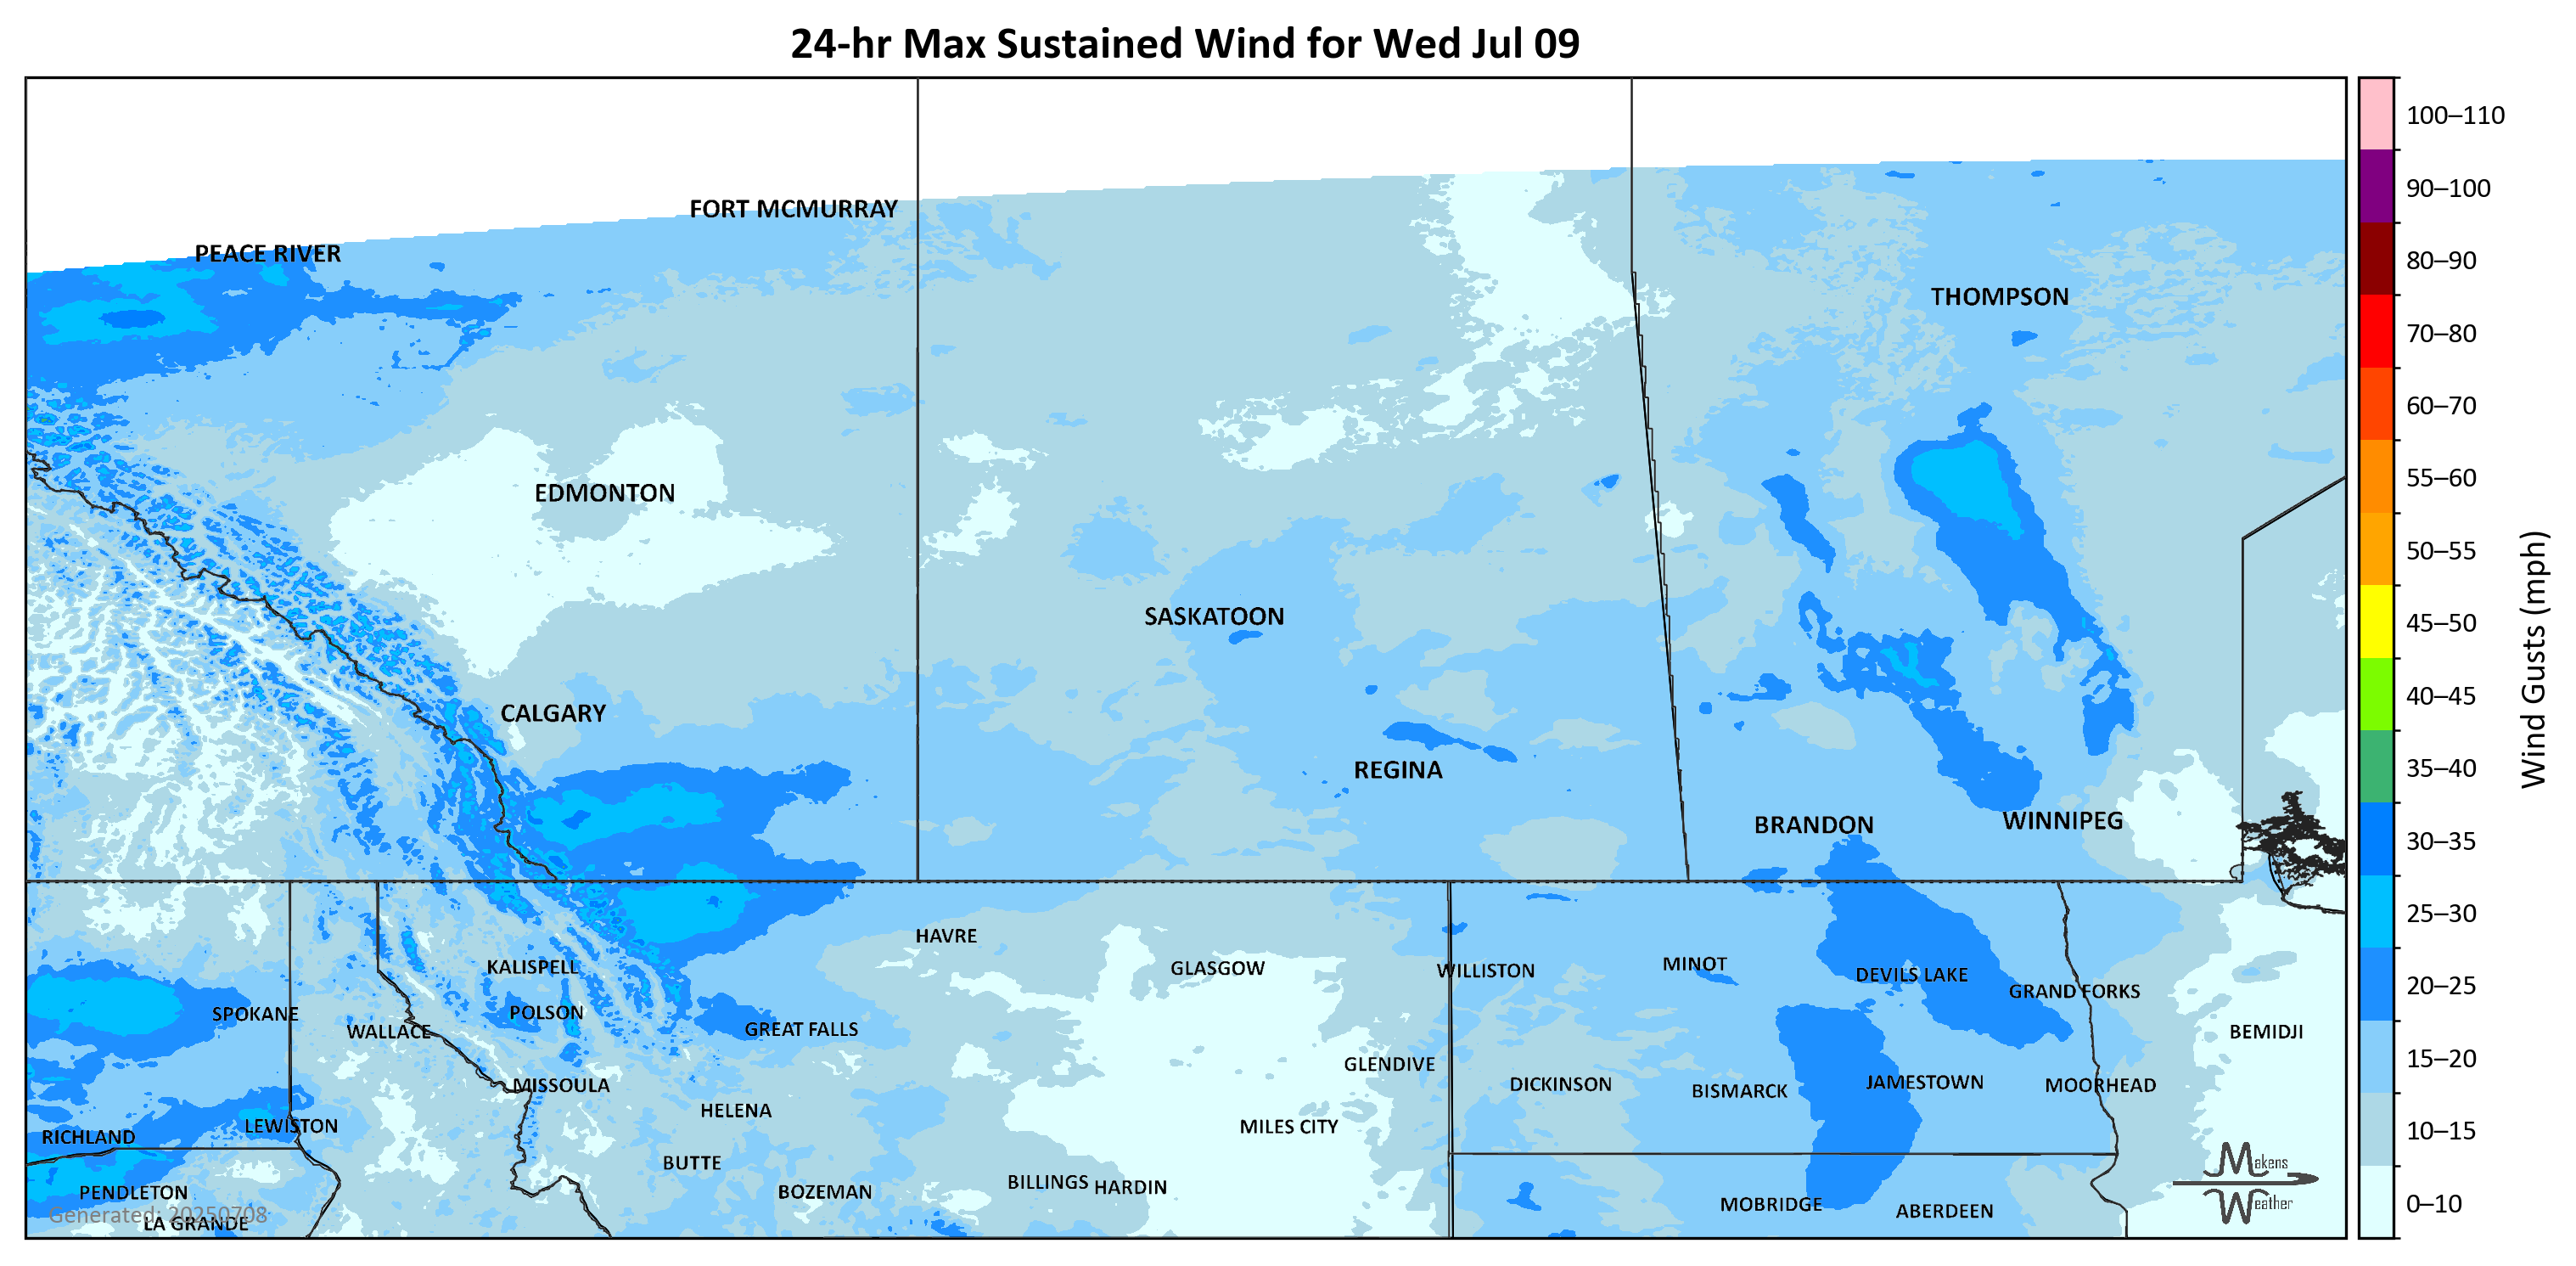 24-hr Max Sustained Wind for Wed Jul 09
FORT MCMURRAY
PEACE RIVER
THOMPSON
EDMONTON
SASKATOON
CALGARY
REGINA
BRANDON
WINNIPEG
HAVRE
KALISPELL
GLASGOW
WILLISTON
MINOT
DEVILS LAKE
GRAND FORKS
SPOKANE
POLSON
WALLACE
GREAT FALLS
BEMIDJI
GLENDIVE
MISSOULA
DICKINSON
BISMARCK
JAMESTOWN
MOORHEAD
HELENA
LEWISTON
MILES CITY
RICHLAND
BUTTE
PENDLETON
BOZEMAN
BILLINGS
HARDIN
MOBRIDGE
ABERDEEN
Generated: 20250708
LA GRANDE
Makens
Weather
100–110
90–100
80–90
70–80
60–70
55–60
50–55
45–50
40–45
35–40
30–35
25–30
20–25
15–20
10–15
0–10
Wind Gusts (mph)